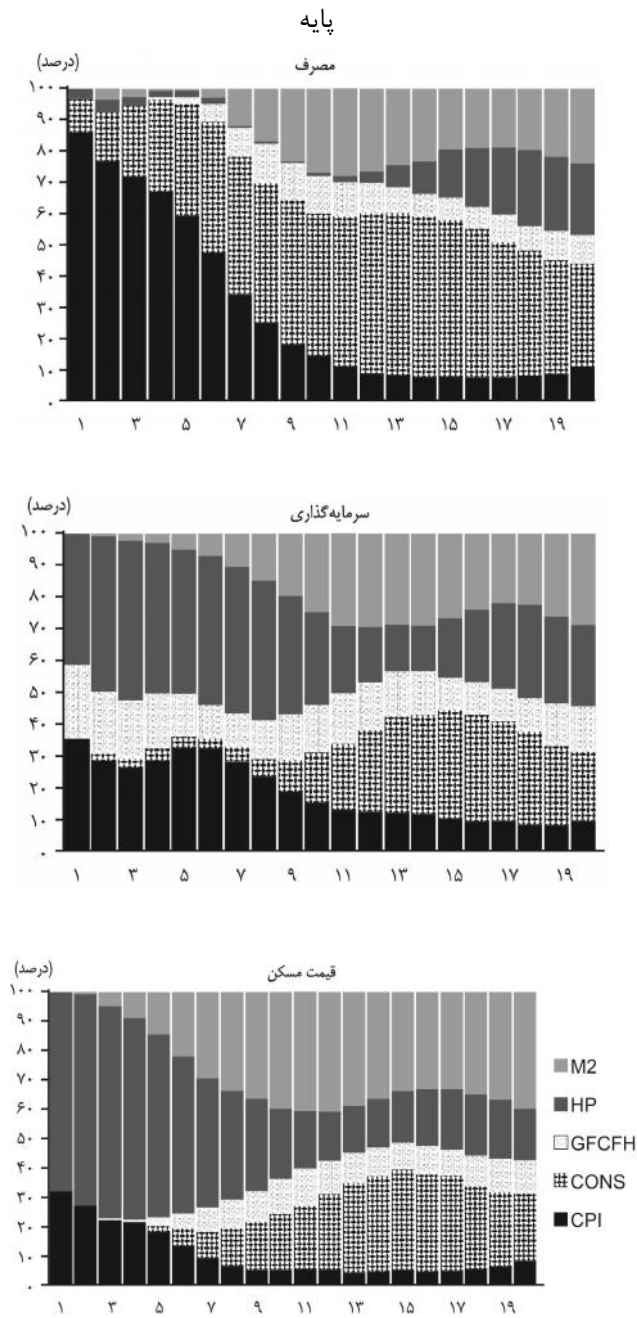 پایه
(درصد)
مصرف
۱۰۰
۹۰
۸۰
۷۰
۶۰
۵۰
۴۰
۳۰
۲۰
۱۰
۰
۱ ۳ ۵ ۷ ۹ ۱۱ ۱۳ ۱۵ ۱۷ ۱۹
(درصد)
سرمایه‌گذاری
۱۰۰
۹۰
۸۰
۷۰
۶۰
۵۰
۴۰
۳۰
۲۰
۱۰
۰
۱ ۳ ۵ ۷ ۹ ۱۱ ۱۳ ۱۵ ۱۷ ۱۹
(درصد)
قیمت مسکن
۱۰۰
۹۰
۸۰
۷۰
۶۰
۵۰
۴۰
۳۰
۲۰
۱۰
۰
۱ ۳ ۵ ۷ ۹ ۱۱ ۱۳ ۱۵ ۱۷ ۱۹
M2
HP
GFCFH
CONS
CPI